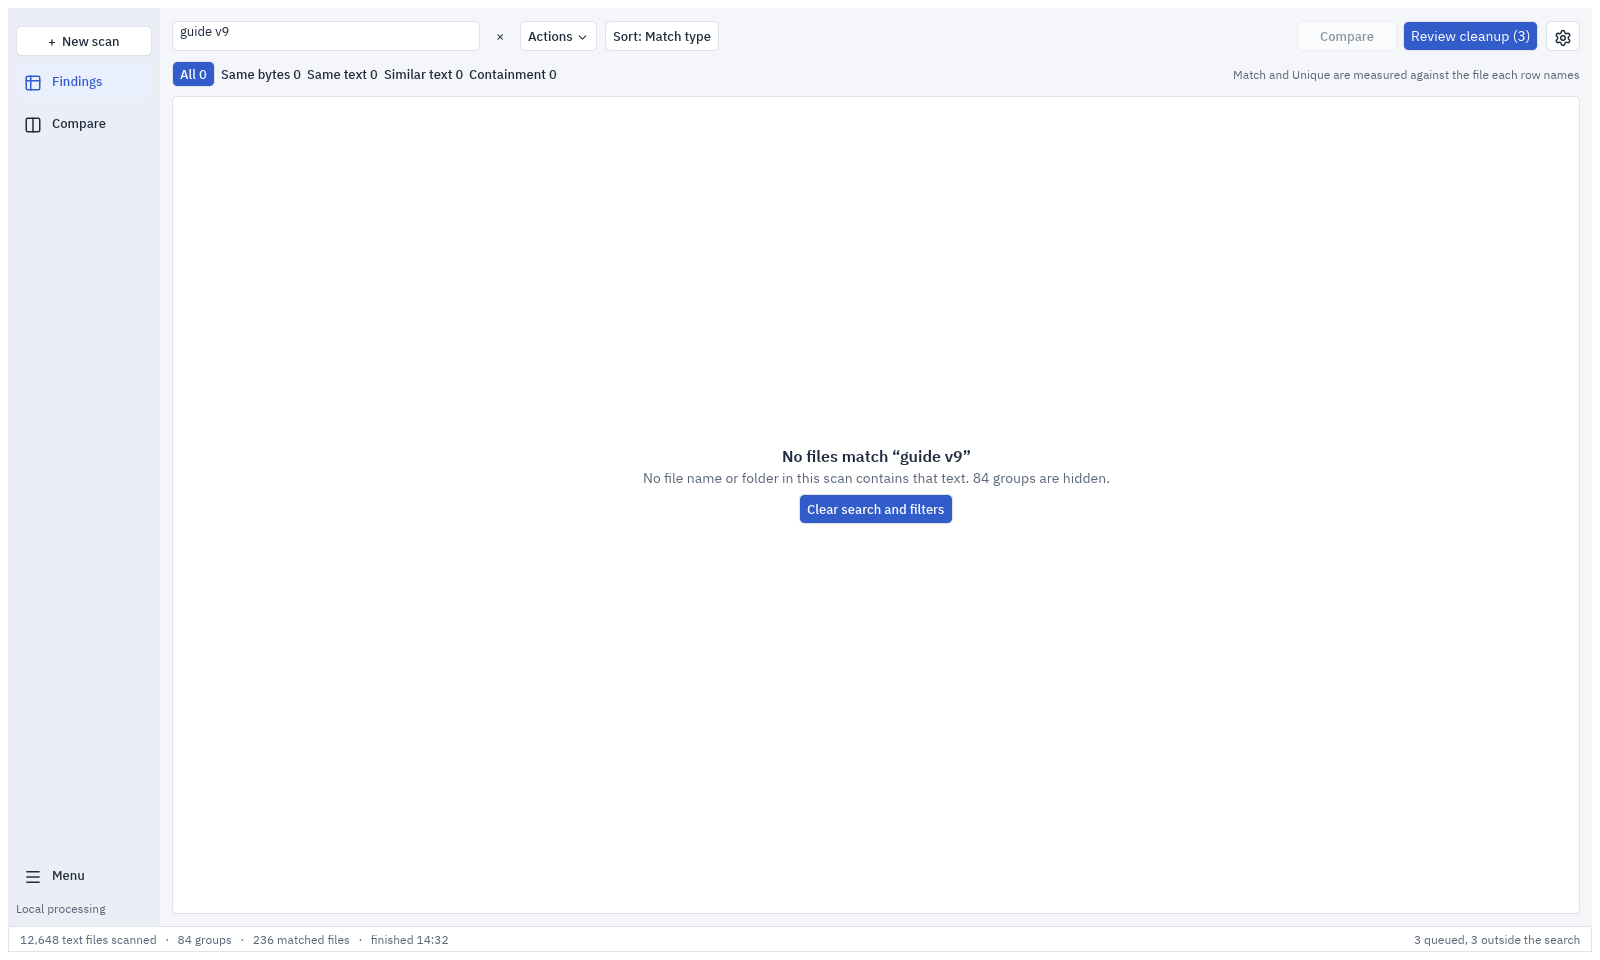 + New scan
Findings
Compare
Menu
Local processing
guide v9
×
Actions
Sort: Match type
Compare
Review cleanup (3)
All 0
Same bytes 0
Same text 0
Similar text 0
Containment 0
Match and Unique are measured against the file each row names
No files match “guide v9”
No file name or folder in this scan contains that text. 84 groups are hidden.
Clear search and filters
12,648 text files scanned · 84 groups · 236 matched files · finished 14:32
3 queued, 3 outside the search